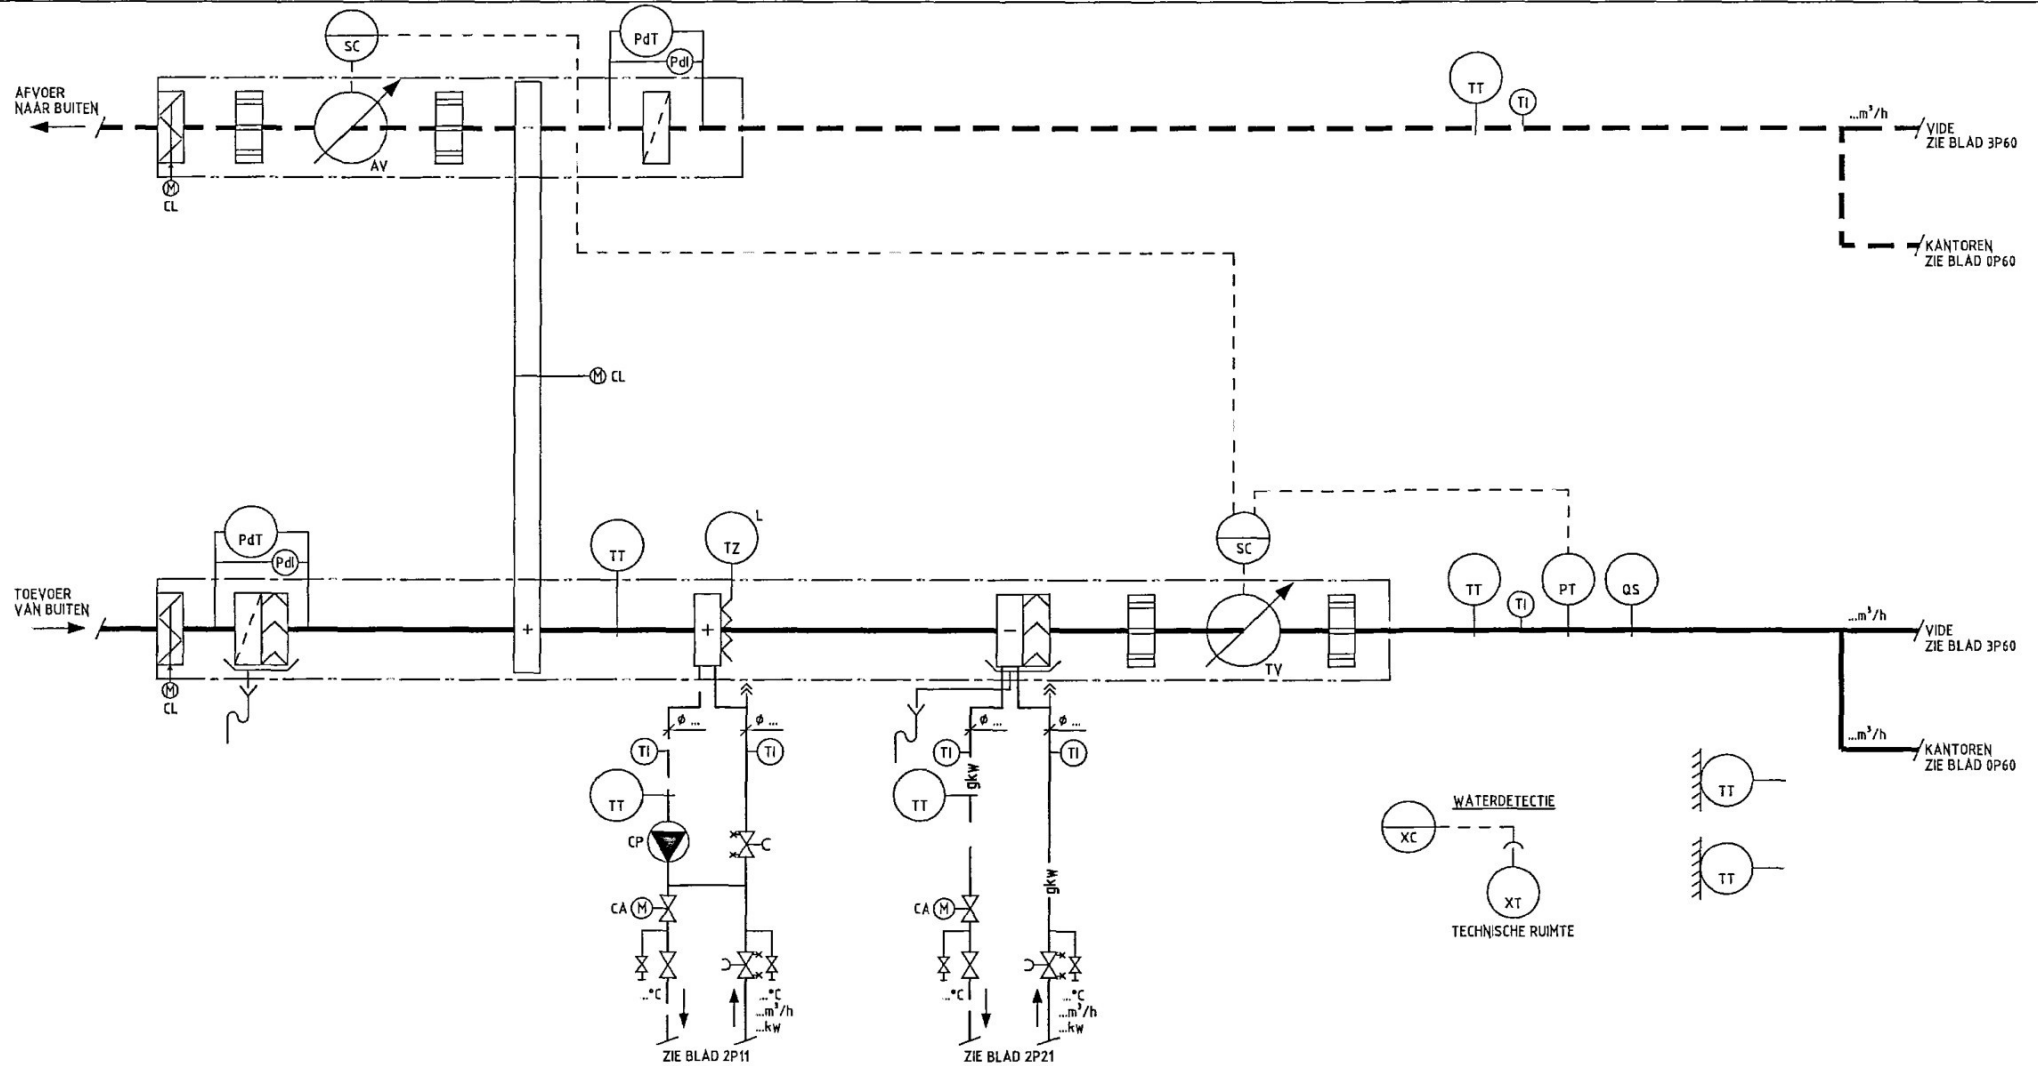 SC
PdT
PdI
AFVOER
NAAR BUITEN
AV
M
CL
TT
TI
...m³/h
VIDE
ZIE BLAD 3P60
KANTOREN
ZIE BLAD 0P60
M CL
PdT
PdI
TOEVOER
VAN BUITEN
M
CL
TT
TZ
L
SC
TV
TT
TI
PT
QS
...m³/h
VIDE
ZIE BLAD 3P60
...m³/h
KANTOREN
ZIE BLAD 0P60
ø ...
ø ...
TI
TI
TT
CP
C
CA M
...°C
...°C
...m³/h
...kw
ZIE BLAD 2P11
ø ...
ø ...
TI
TI
gkw
TT
gkw
CA M
...°C
...°C
...m³/h
...kw
ZIE BLAD 2P21
WATERDETECTIE
XC
XT
TECHNISCHE RUIMTE
TT
TT